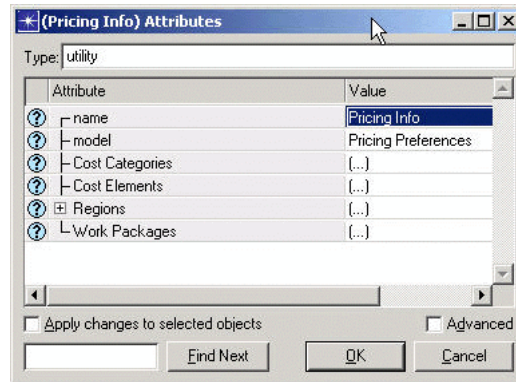 (Pricing Info) Attributes
Type: utility
Attribute Value
name Pricing Info
model Pricing Preferences
Cost Categories (...)
Cost Elements (...)
Regions (...)
Work Packages (...)
Apply changes to selected objects Advanced
Find Next OK Cancel